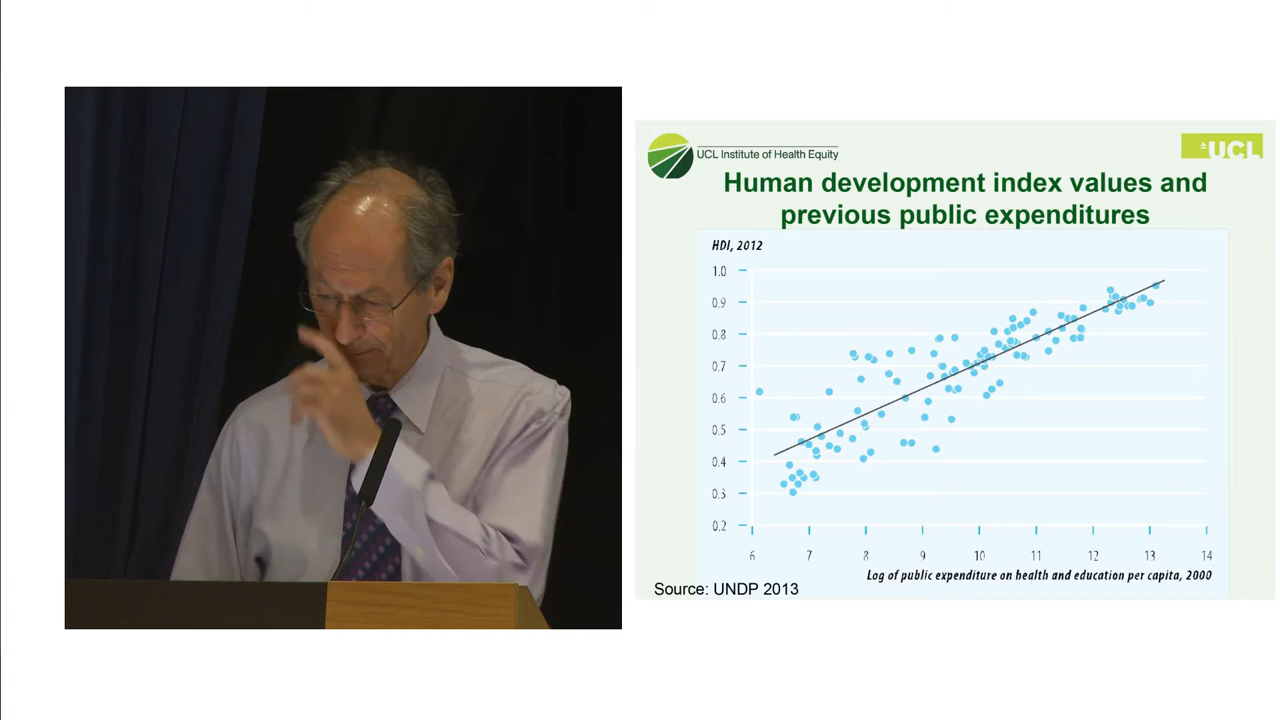 UCL Institute of Health Equity
UCL
Human development index values and
previous public expenditures
HDI, 2012
1.0
0.9
0.8
0.7
0.6
0.5
0.4
0.3
0.2
6 7 8 9 10 11 12 13 14
Log of public expenditure on health and education per capita, 2000
Source: UNDP 2013